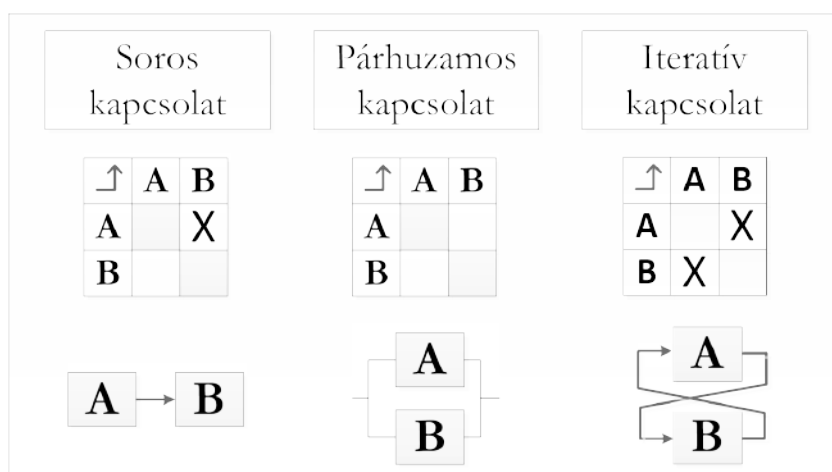 Soros
kapcsolat
Párhuzamos
kapcsolat
Iteratív
kapcsolat
A B
A X
B
A B
A
B
A B
A X
B X
A B
A
B
A
B